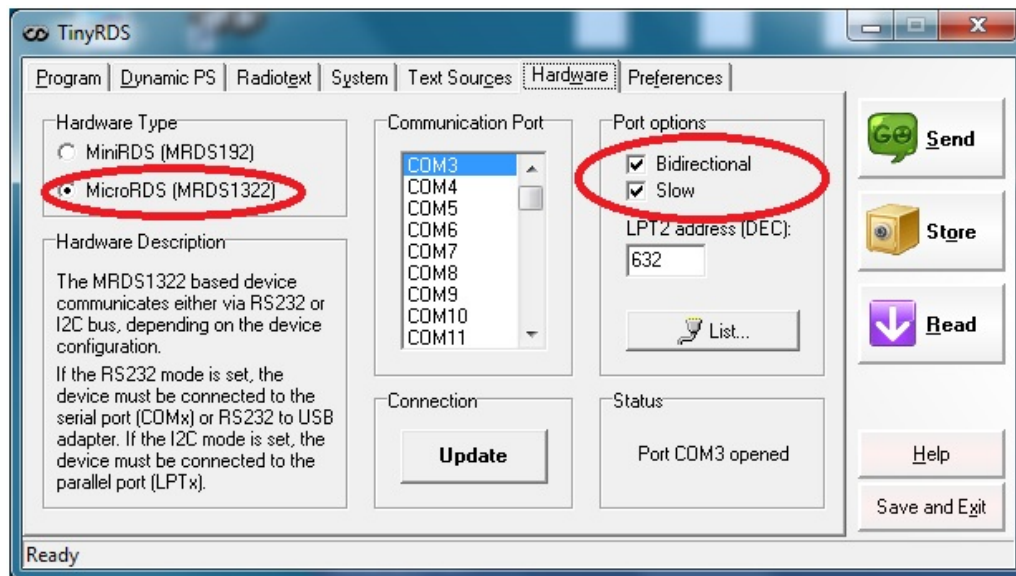 TinyRDS
Program
Dynamic PS
Radiotext
System
Text Sources
Hardware
Preferences
Hardware Type
MiniRDS (MRDS192)
MicroRDS (MRDS1322)
Hardware Description
The MRDS1322 based device
communicates either via RS232 or
I2C bus, depending on the device
configuration.
If the RS232 mode is set, the
device must be connected to the
serial port (COMx) or RS232 to USB
adapter. If the I2C mode is set, the
device must be connected to the
parallel port (LPTx).
Communication Port
COM3
COM4
COM5
COM6
COM7
COM8
COM9
COM10
COM11
Connection
Update
Port options
Bidirectional
Slow
LPT2 address (DEC):
632
List...
Status
Port COM3 opened
GO
Send
Store
Read
Help
Save and Exit
Ready